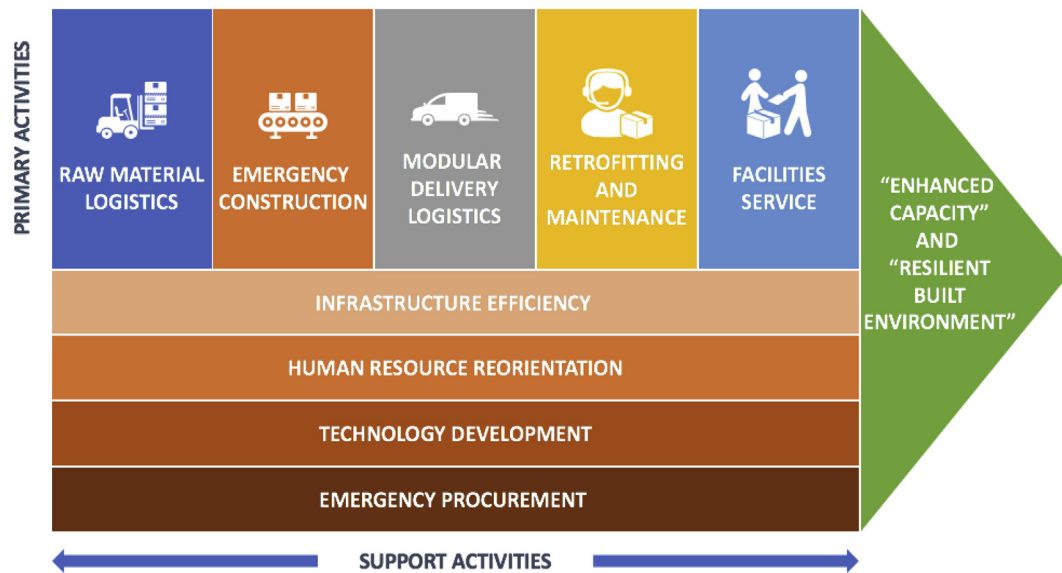 PRIMARY ACTIVITIES
RAW MATERIAL
LOGISTICS
EMERGENCY
CONSTRUCTION
MODULAR
DELIVERY
LOGISTICS
RETROFITTING
AND
MAINTENANCE
FACILITIES
SERVICE
“ENHANCED
CAPACITY”
AND
“RESILIENT
BUILT
ENVIRONMENT”
INFRASTRUCTURE EFFICIENCY
HUMAN RESOURCE REORIENTATION
TECHNOLOGY DEVELOPMENT
EMERGENCY PROCUREMENT
SUPPORT ACTIVITIES